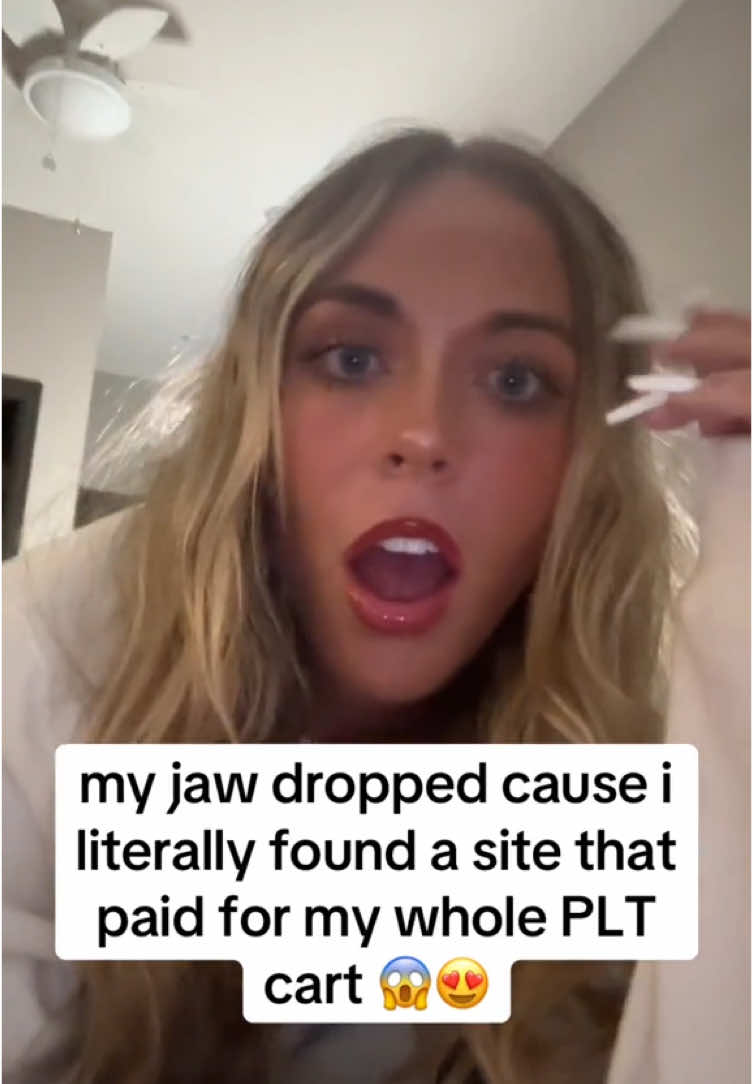 my jaw dropped cause i
literally found a site that
paid for my whole PLT
cart 😱😍